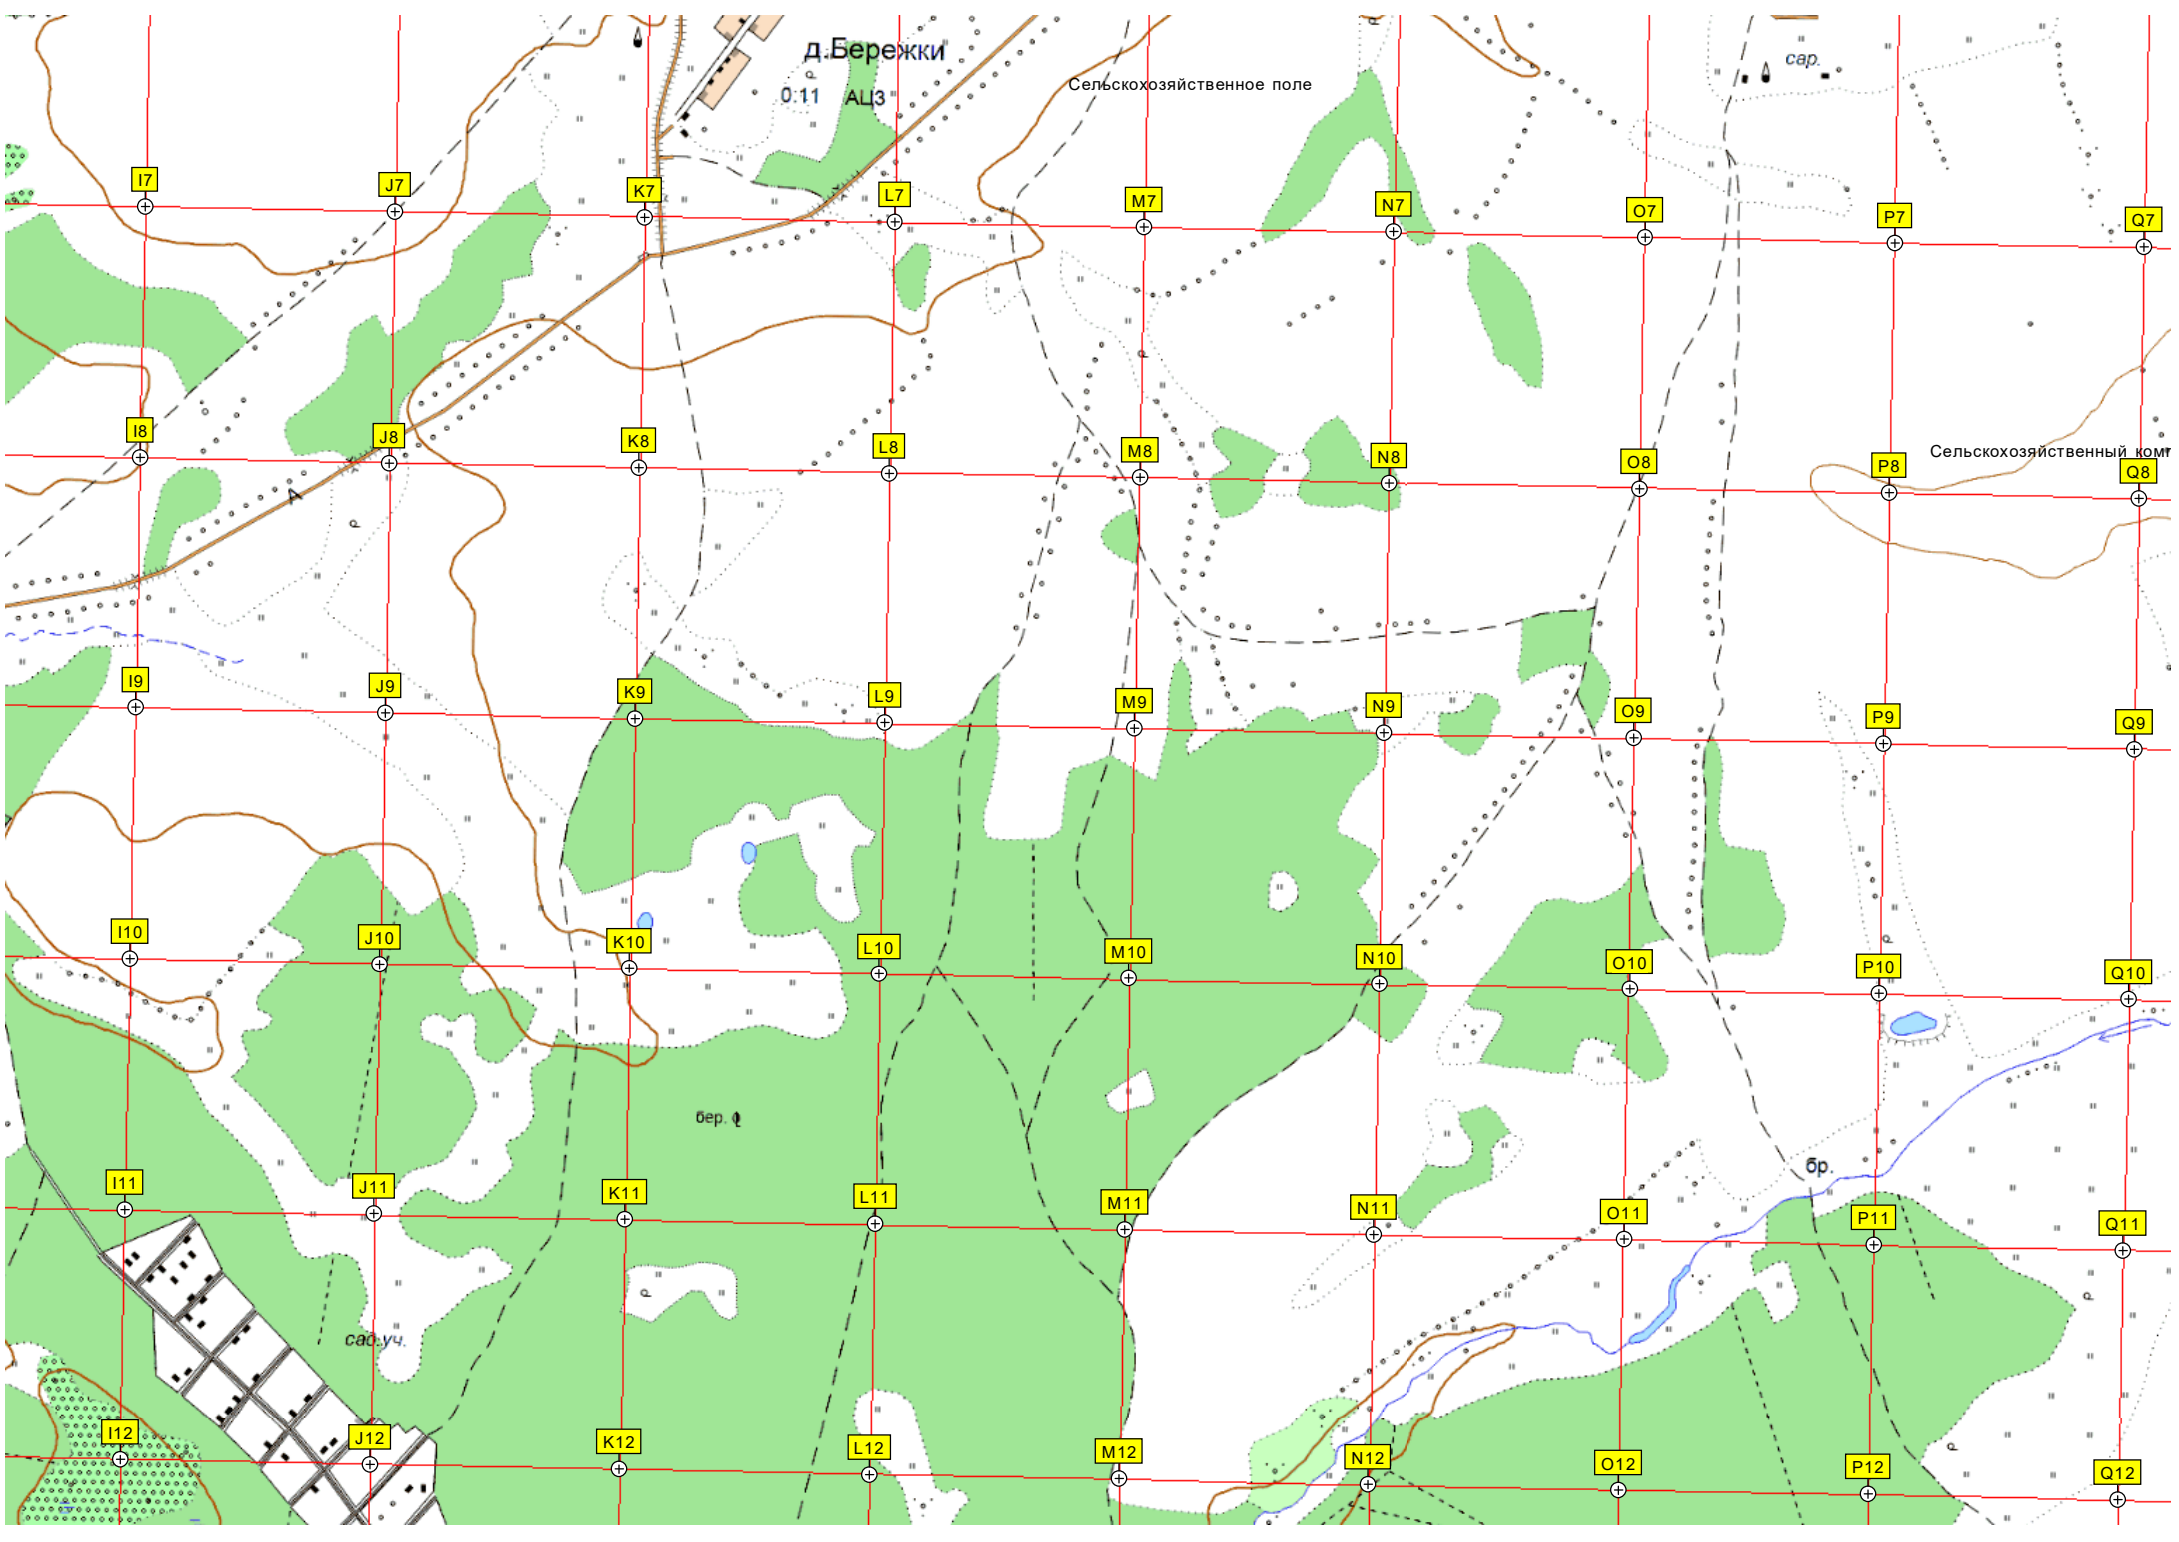 д.Бережки
сар.
Сельскохозяйственное поле
0.11 АЦЗ
I7 J7 K7 L7 M7 N7 O7 P7 Q7
Сельскохозяйственный
I8 J8 K8 L8 M8 N8 O8 P8 Q8
А
I9 J9 K9 L9 M9 N9 O9 P9 Q9
I10 J10 K10 L10 M10 N10 O10 P10 Q10
бер.
бр.
I11 J11 K11 L11 M11 N11 O11 P11 Q11
сад.уч.
I12 J12 K12 L12 M12 N12 O12 P12 Q12